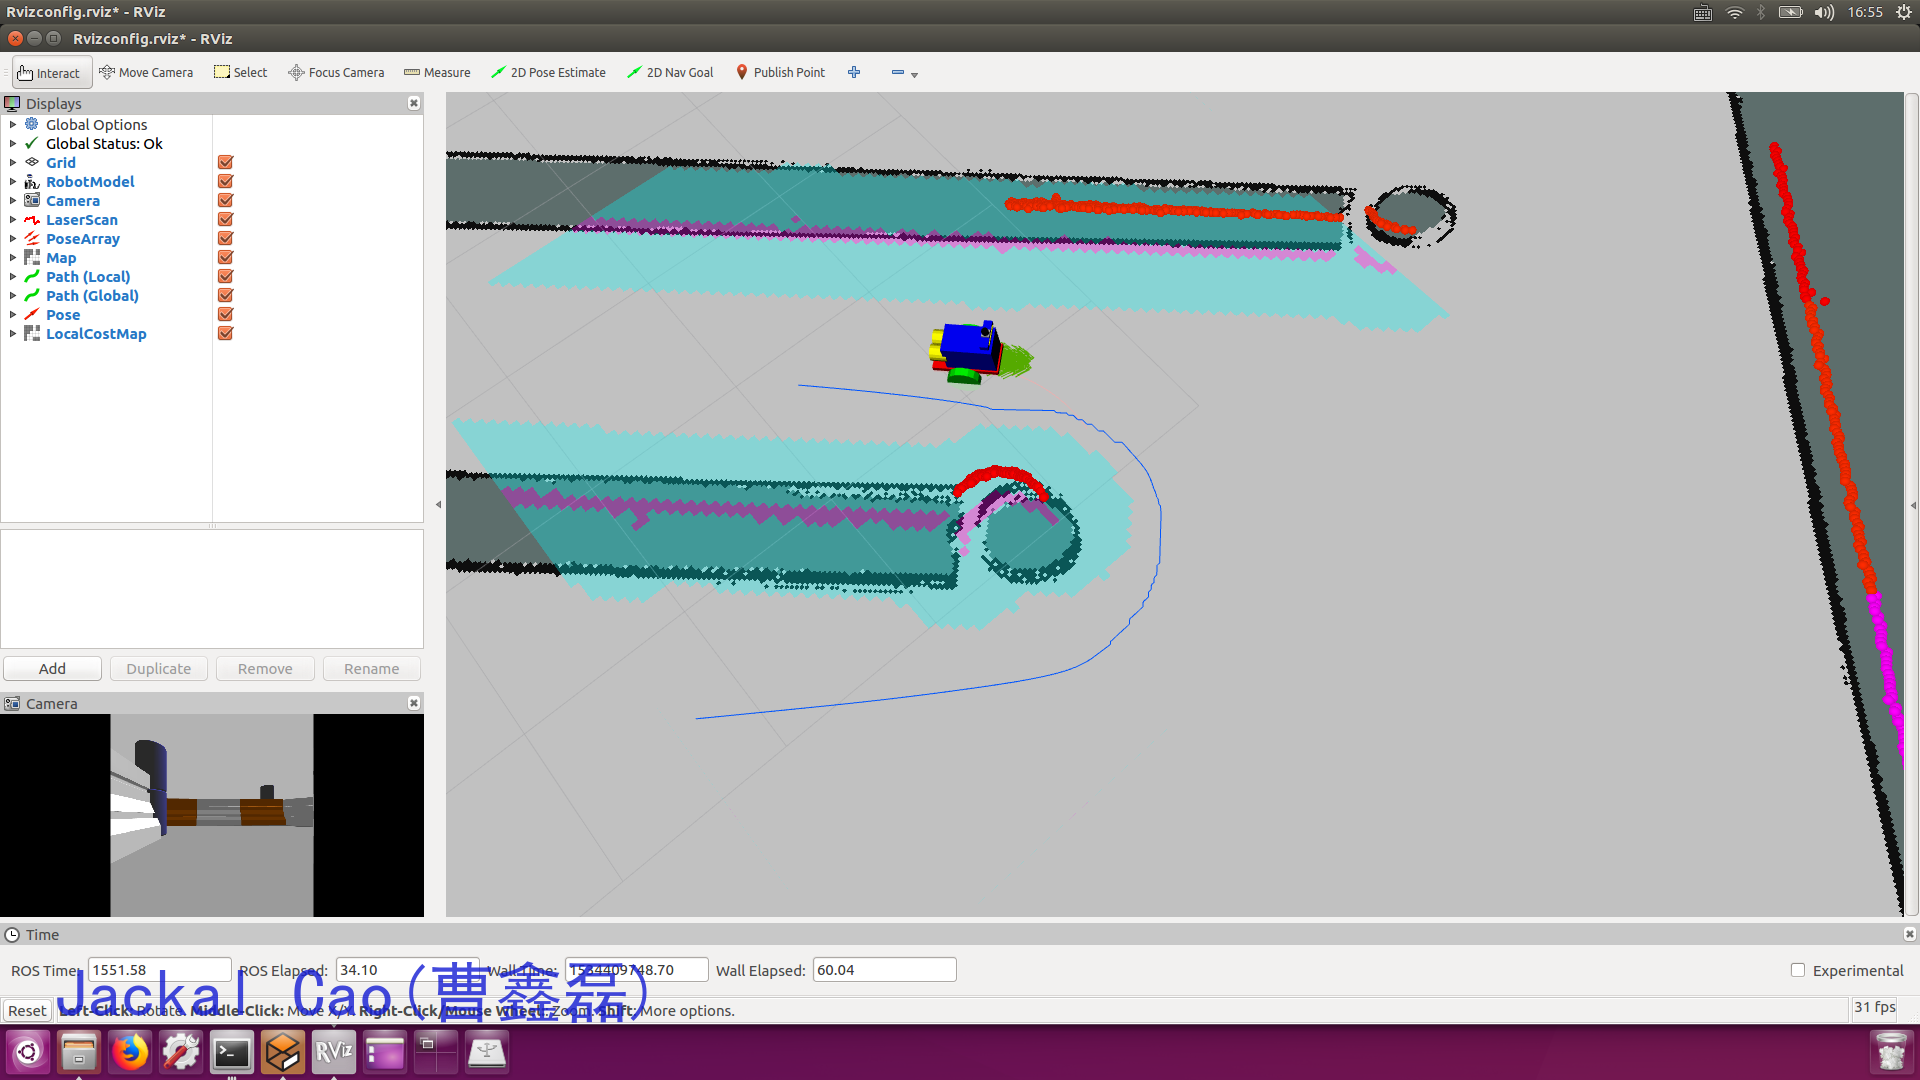 Rvizconfig.rviz* - RViz
16:55
Rvizconfig.rviz* - RViz
Interact Move Camera Select Focus Camera Measure 2D Pose Estimate 2D Nav Goal Publish Point
Displays
Global Options
Global Status: Ok
Grid
RobotModel
Camera
LaserScan
PoseArray
Map
Path (Local)
Path (Global)
Pose
LocalCostMap
Add Duplicate Remove Rename
Camera
Time
ROS Time: 1551.58 ROS Elapsed: 34.10 Wall Time: 1534409748.70 Wall Elapsed: 60.04 Experimental
Jackal Cao(曹鑫磊)
Reset Left-Click: Rotate. Middle-Click: Move X/Y. Right-Click/Mouse Wheel: Zoom. Shift: More options. 31 fps
RViz